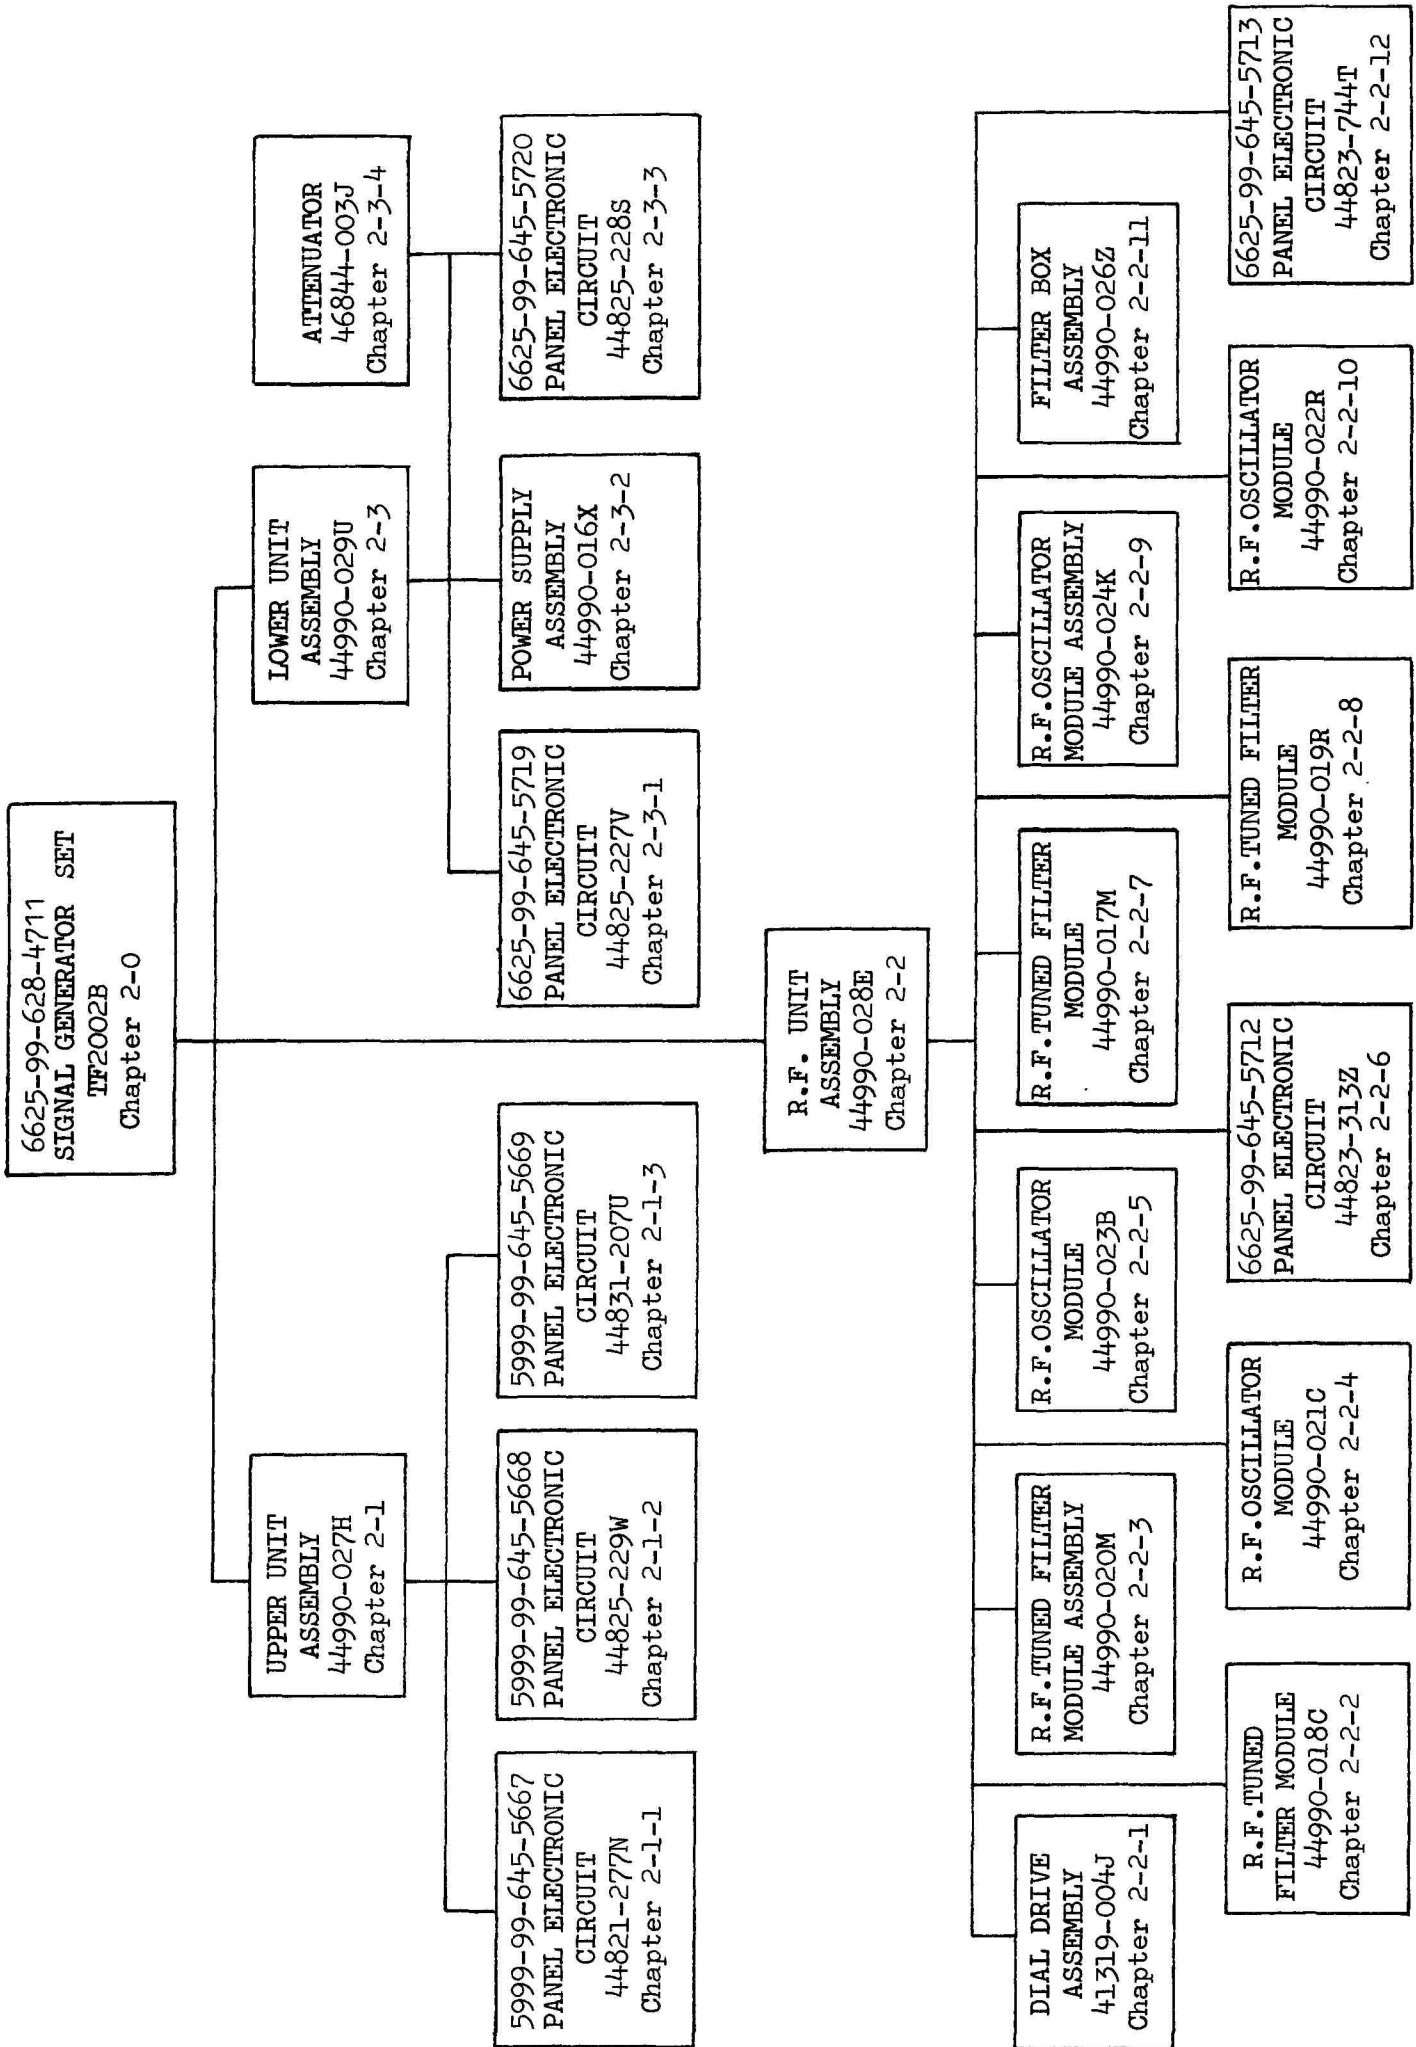 6625-99-628-4711
SIGNAL GENERATOR SET
TF2002B
Chapter 2-0
UPPER UNIT
ASSEMBLY
44990-027H
Chapter 2-1
LOWER UNIT
ASSEMBLY
44990-029U
Chapter 2-3
ATTENUATOR
46844-003J
Chapter 2-3-4
5999-99-645-5667
PANEL ELECTRONIC
CIRCUIT
44821-277N
Chapter 2-1-1
5999-99-645-5668
PANEL ELECTRONIC
CIRCUIT
44825-229W
Chapter 2-1-2
5999-99-645-5669
PANEL ELECTRONIC
CIRCUIT
44831-207U
Chapter 2-1-3
6625-99-645-5719
PANEL ELECTRONIC
CIRCUIT
44825-227V
Chapter 2-3-1
POWER SUPPLY
ASSEMBLY
44990-016X
Chapter 2-3-2
6625-99-645-5720
PANEL ELECTRONIC
CIRCUIT
44825-228S
Chapter 2-3-3
R.F. UNIT
ASSEMBLY
44990-028E
Chapter 2-2
DIAL DRIVE
ASSEMBLY
41319-004J
Chapter 2-2-1
R.F.TUNED FILTER
MODULE ASSEMBLY
44990-020M
Chapter 2-2-3
R.F.OSCILLATOR
MODULE
44990-023B
Chapter 2-2-5
R.F.TUNED FILTER
MODULE
44990-017M
Chapter 2-2-7
R.F.OSCILLATOR
MODULE ASSEMBLY
44990-024K
Chapter 2-2-9
FILTER BOX
ASSEMBLY
44990-026Z
Chapter 2-2-11
R.F.TUNED
FILTER MODULE
44990-018C
Chapter 2-2-2
R.F.OSCILLATOR
MODULE
44990-021C
Chapter 2-2-4
6625-99-645-5712
PANEL ELECTRONIC
CIRCUIT
44823-313Z
Chapter 2-2-6
R.F.TUNED FILTER
MODULE
44990-019R
Chapter 2-2-8
R.F.OSCILLATOR
MODULE
44990-022R
Chapter 2-2-10
6625-99-645-5713
PANEL ELECTRONIC
CIRCUIT
44823-744T
Chapter 2-2-12